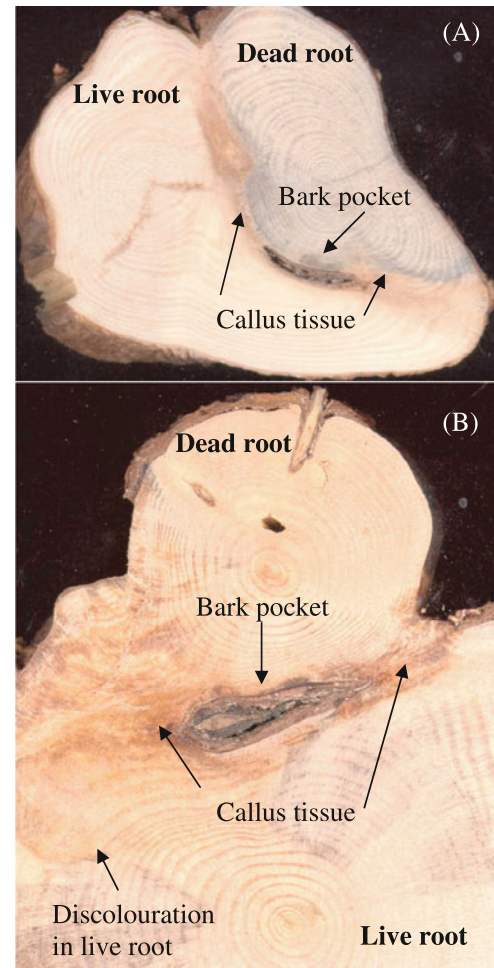 (A)
Dead root
Live root
Bark pocket
Callus tissue
(B)
Dead root
Bark pocket
Callus tissue
Discolouration
in live root
Live root